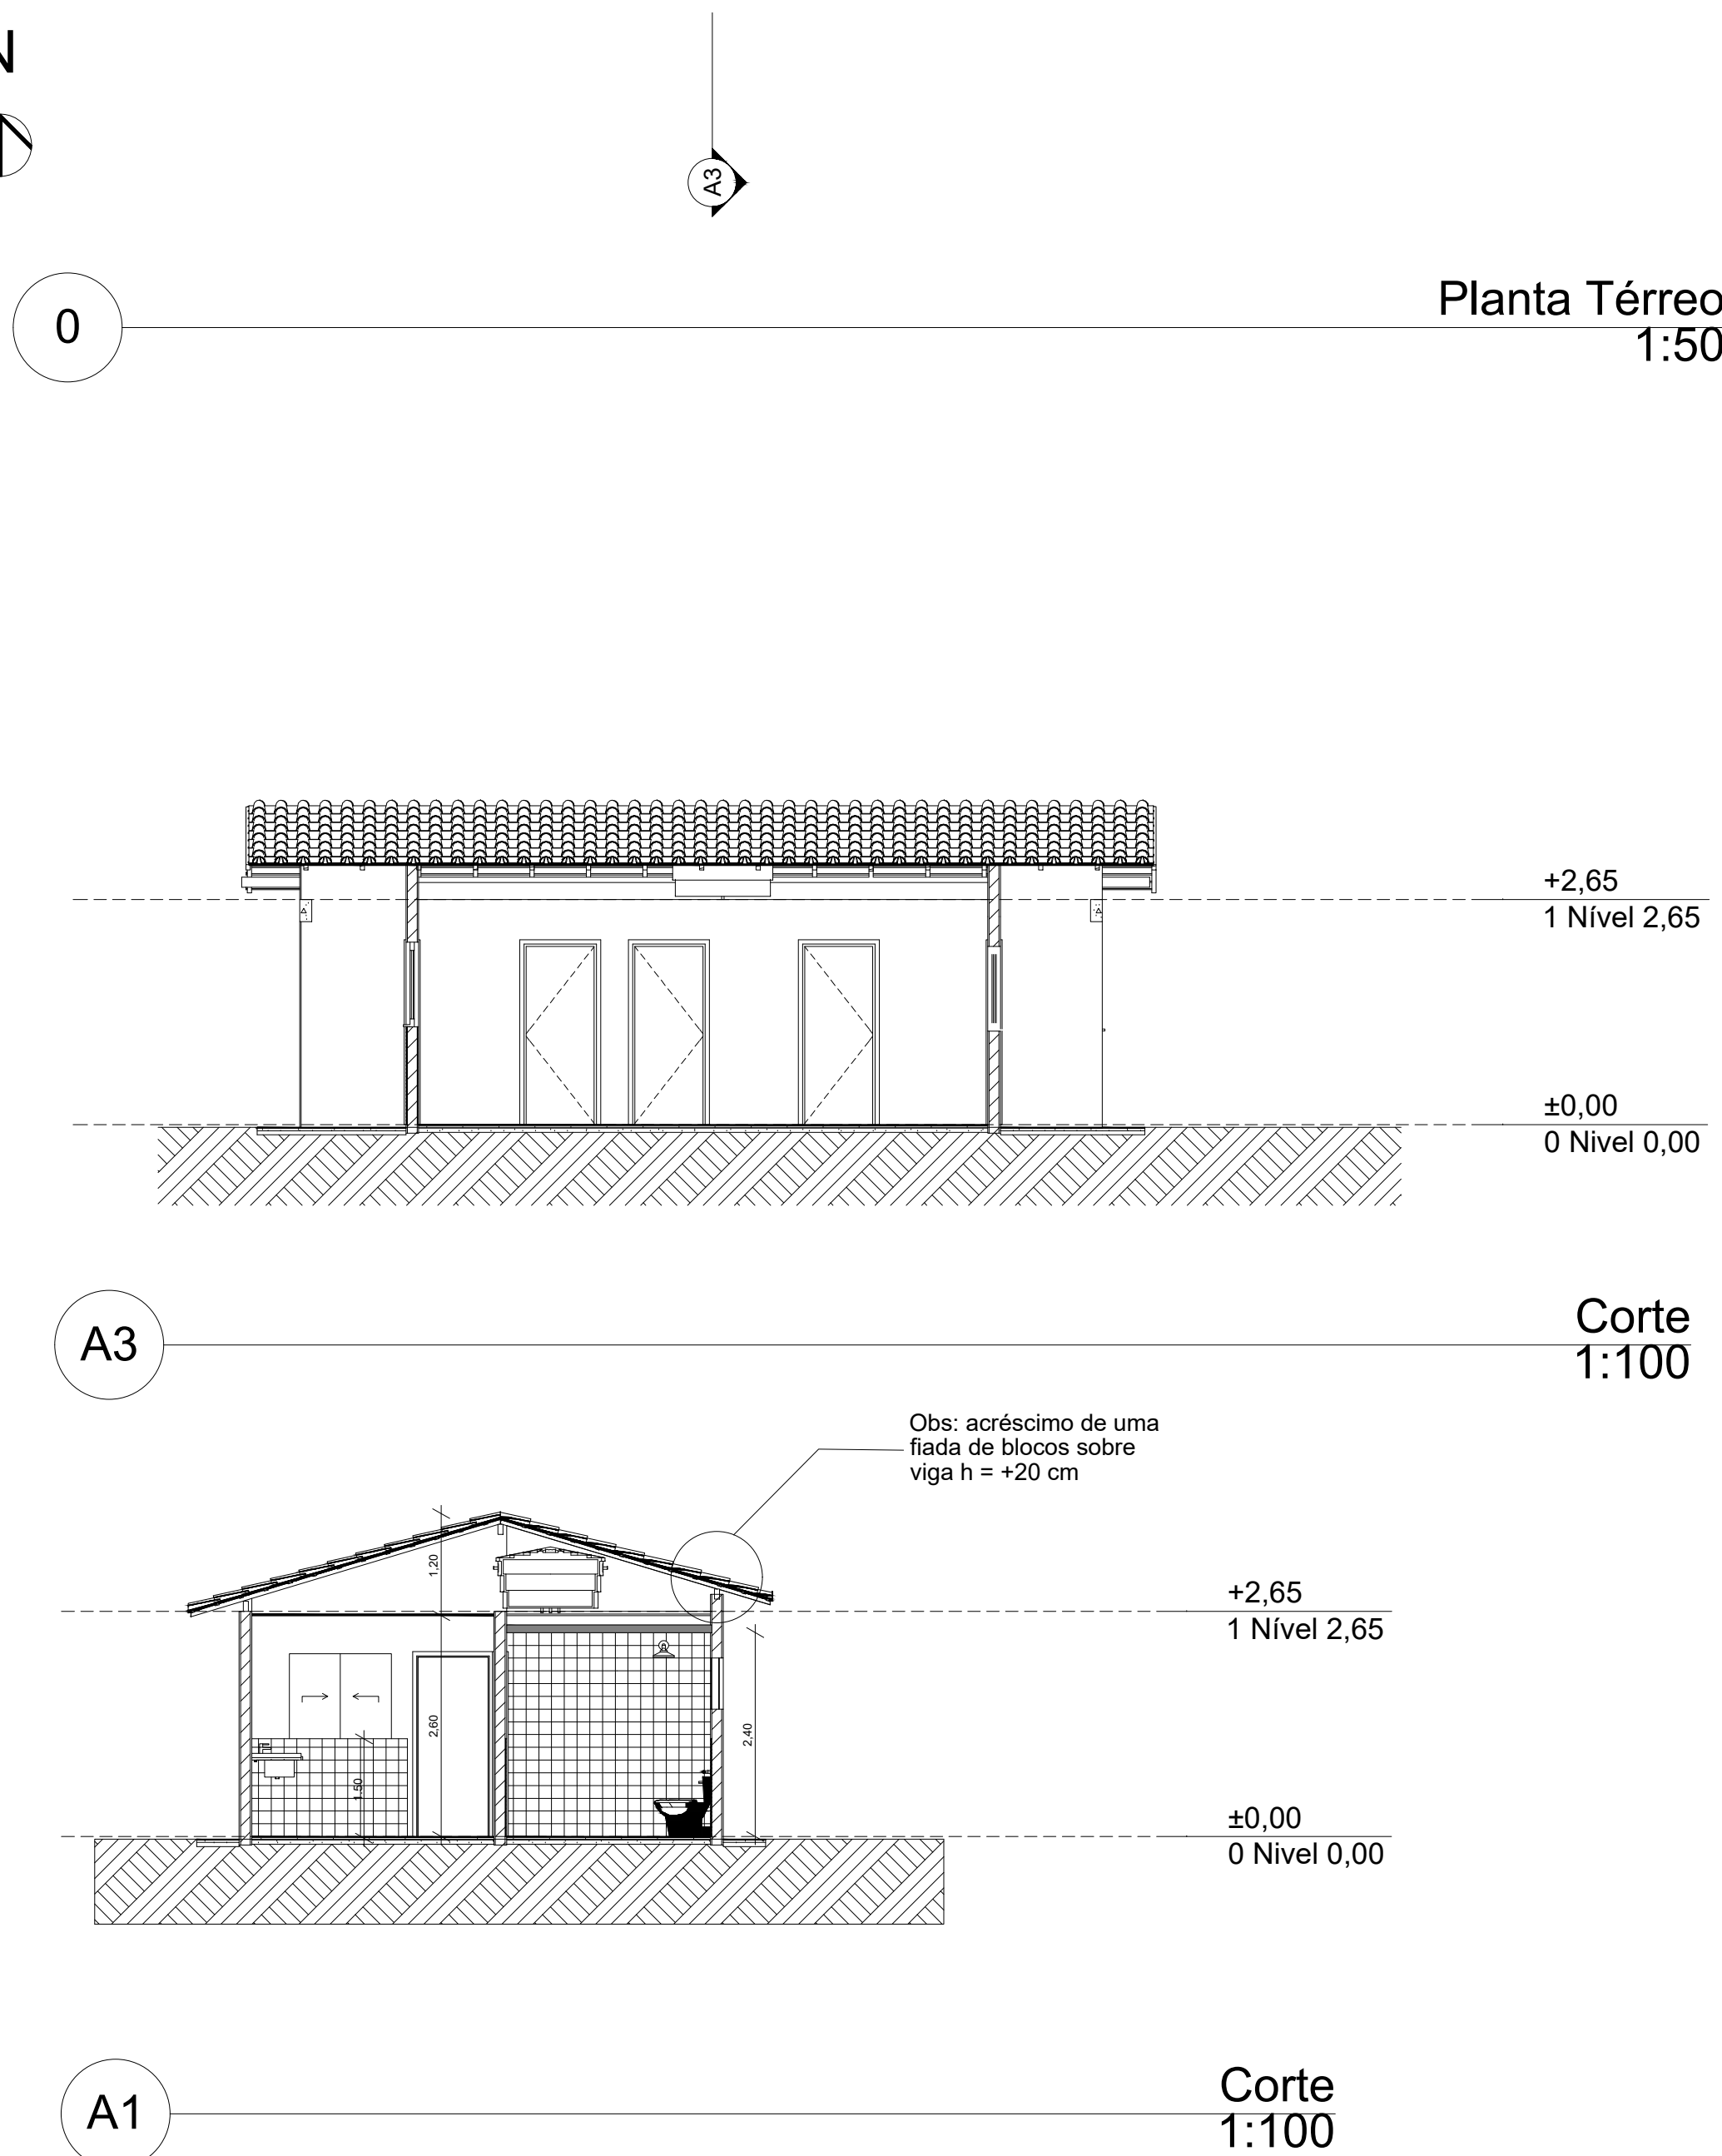 N
A3
0
Planta Térreo
1:50
+2,65
1 Nível 2,65
±0,00
0 Nivel 0,00
A3
Corte
1:100
Obs: acréscimo de uma
fiada de blocos sobre
viga h = +20 cm
1,20
+2,65
1 Nível 2,65
2,60
2,40
1.50
±0,00
0 Nivel 0,00
A1
Corte
1:100